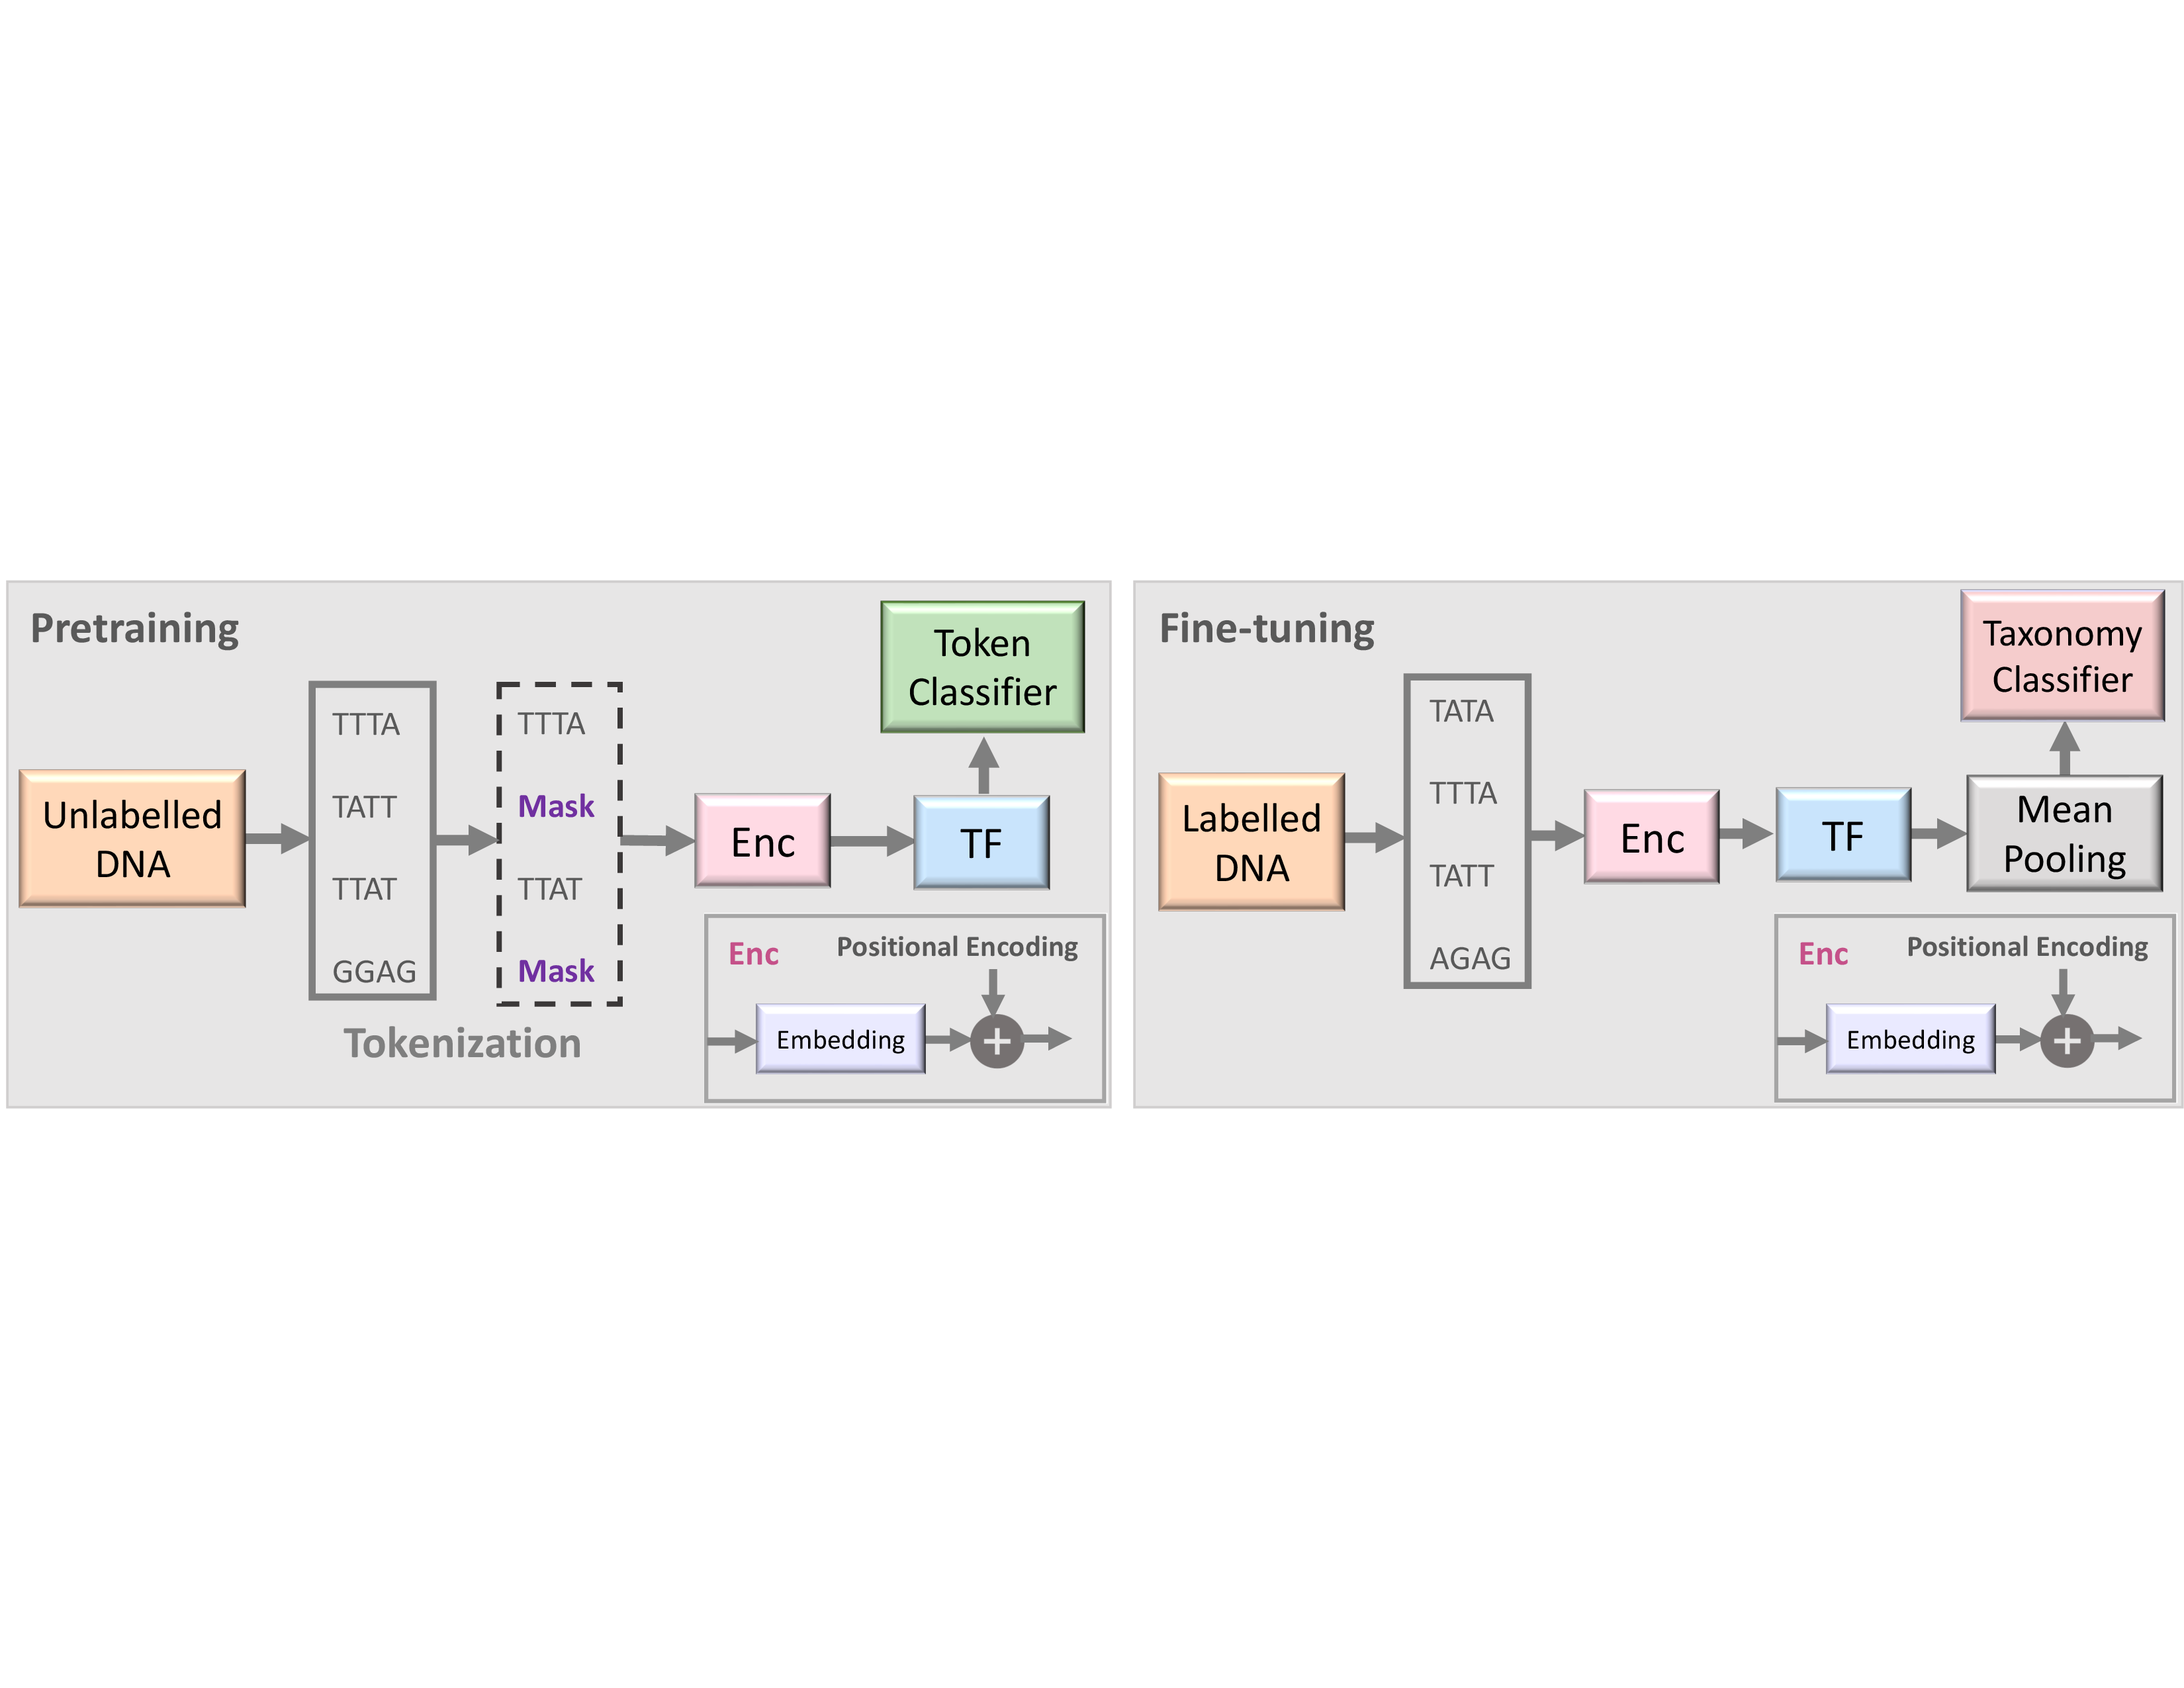 Pretraining
Unlabelled
DNA
TTTA
TATT
TTAT
GGAG
TTTA
Mask
TTAT
Mask
Tokenization
Enc
TF
Token
Classifier
Enc
Positional Encoding
Embedding
+
Fine-tuning
Labelled
DNA
TATA
TTTA
TATT
AGAG
Enc
TF
Mean
Pooling
Taxonomy
Classifier
Enc
Positional Encoding
Embedding
+